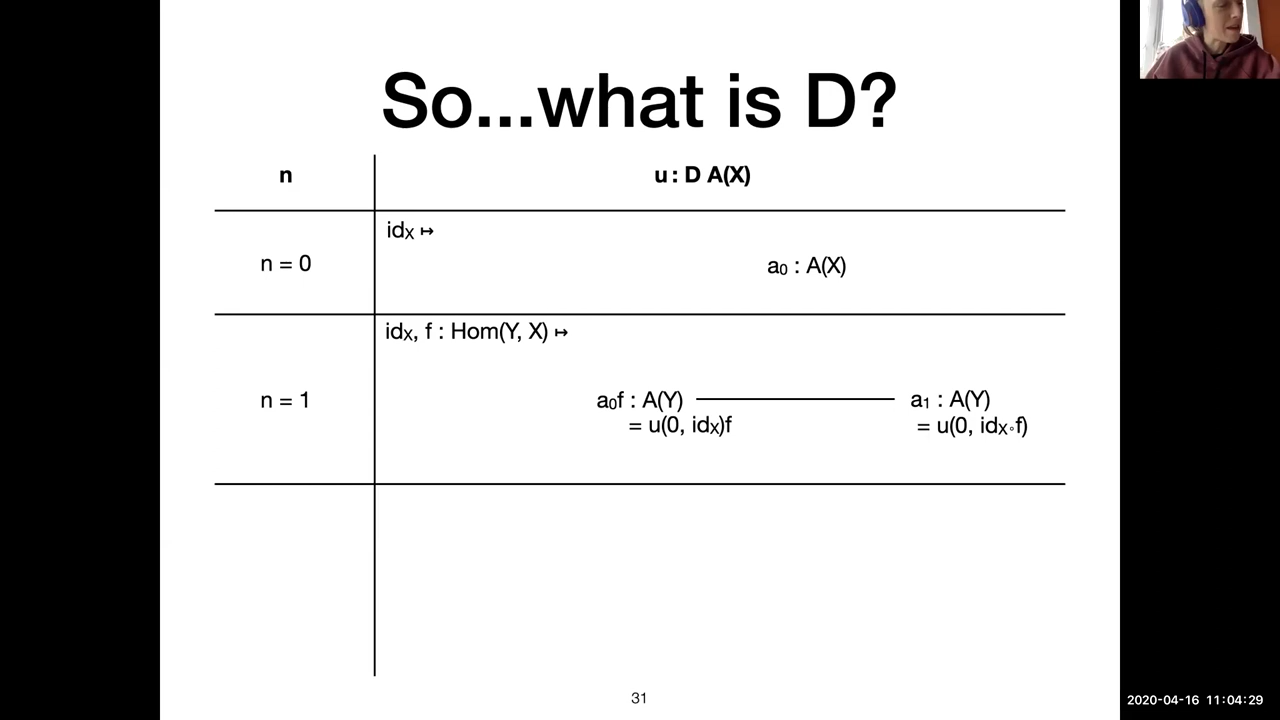 So...what is D?
n
u : D A(X)
n = 0
idX ↦
a₀ : A(X)
n = 1
idX, f : Hom(Y, X) ↦
a₀f : A(Y)
= u(0, idX)f
a₁ : A(Y)
= u(0, idX∘f)
31
2020-04-16 11:04:29